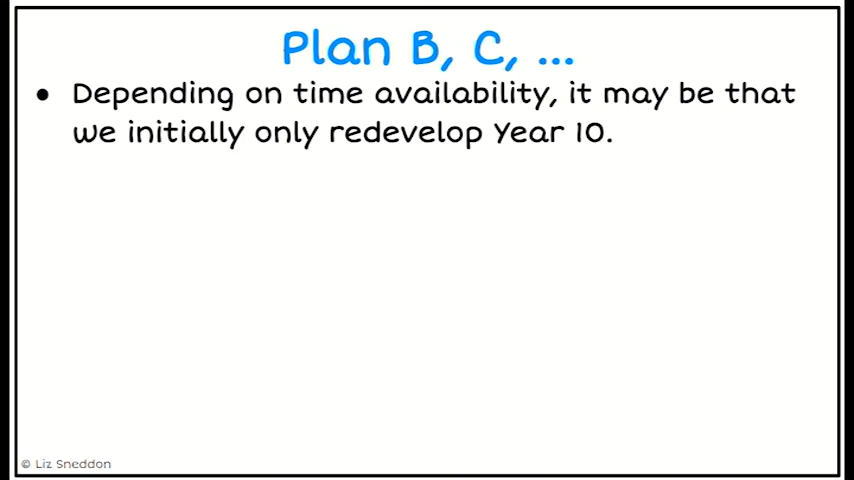 Plan B, C, ...
● Depending on time availability, it may be that
we initially only redevelop Year 10.
© Liz Sneddon